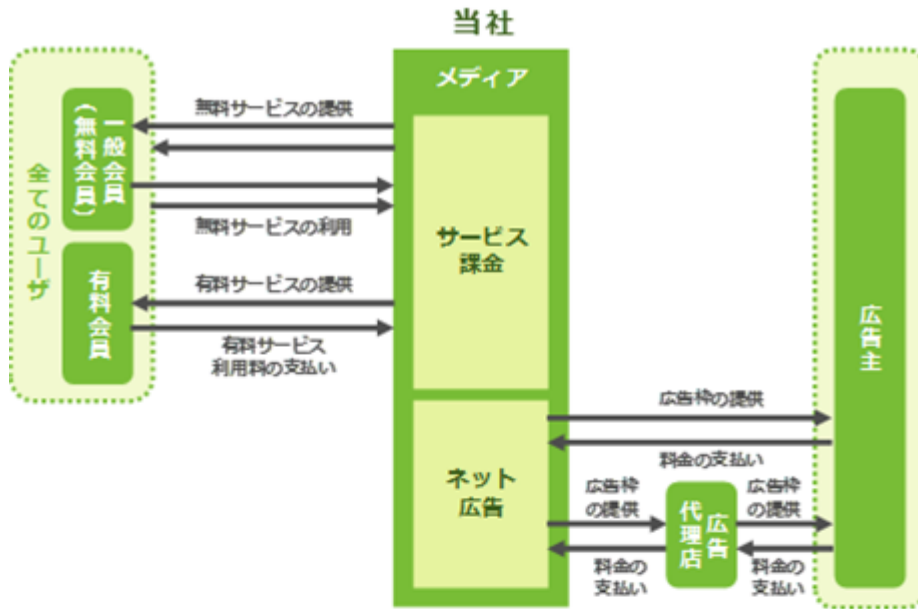 当社
メディア
無料サービスの提供
一般会員
(無料会員)
全てのユーザ
無料サービスの利用
サービス
課金
有料サービスの提供
有料会員
有料サービス
利用料の支払い
広告主
広告枠の提供
料金の支払い
ネット
広告
広告枠
の提供
広告枠
の提供
広告
代理店
料金の
支払い
料金の
支払い